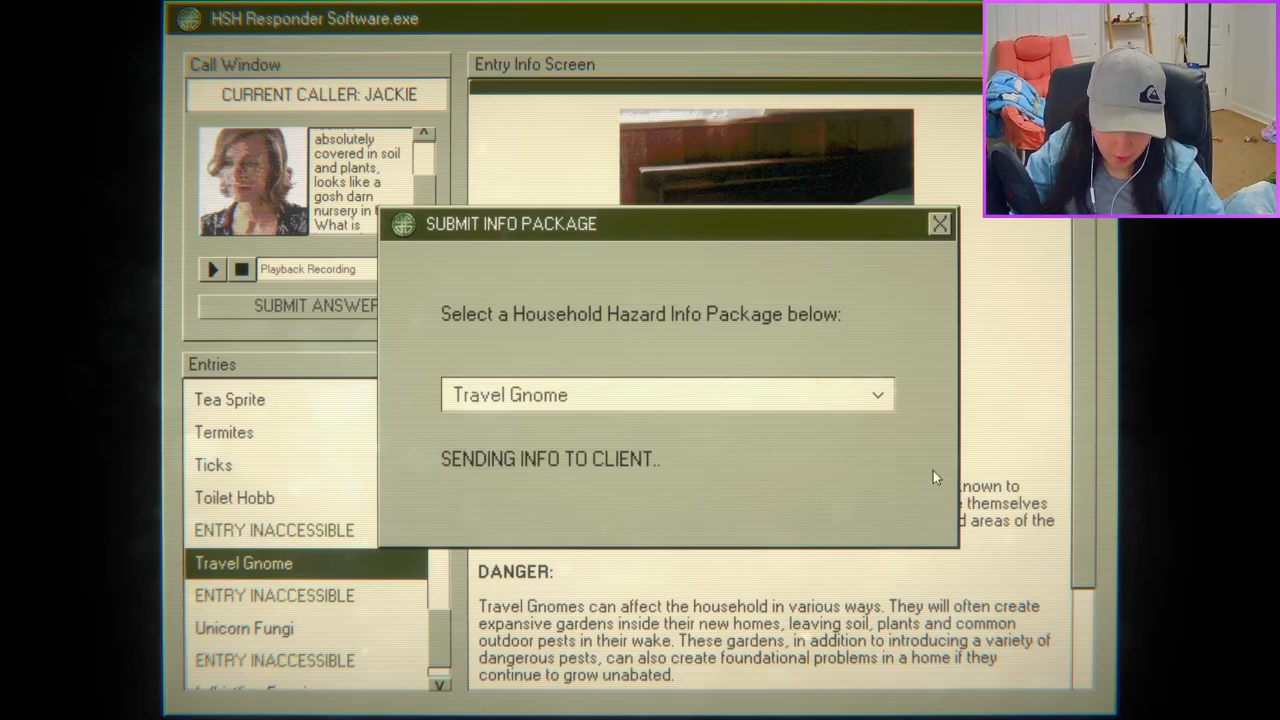 HSH Responder Software.exe
Call Window
CURRENT CALLER: JACKIE
absolutely
covered in soil
and plants,
looks like a
gosh darn
nursery in
What is
Playback Recording
SUBMIT ANSWER
Entries
Tea Sprite
Termites
Ticks
Toilet Hobb
ENTRY INACCESSIBLE
Travel Gnome
ENTRY INACCESSIBLE
Unicorn Fungi
ENTRY INACCESSIBLE
Entry Info Screen
SUBMIT INFO PACKAGE
Select a Household Hazard Info Package below:
Travel Gnome
SENDING INFO TO CLIENT..
nown to
themselves
d areas of the
DANGER:
Travel Gnomes can affect the household in various ways. They will often create
expansive gardens inside their new homes, leaving soil, plants and common
outdoor pests in their wake. These gardens, in addition to introducing a variety of
dangerous pests, can also create foundational problems in a home if they
continue to grow unabated.